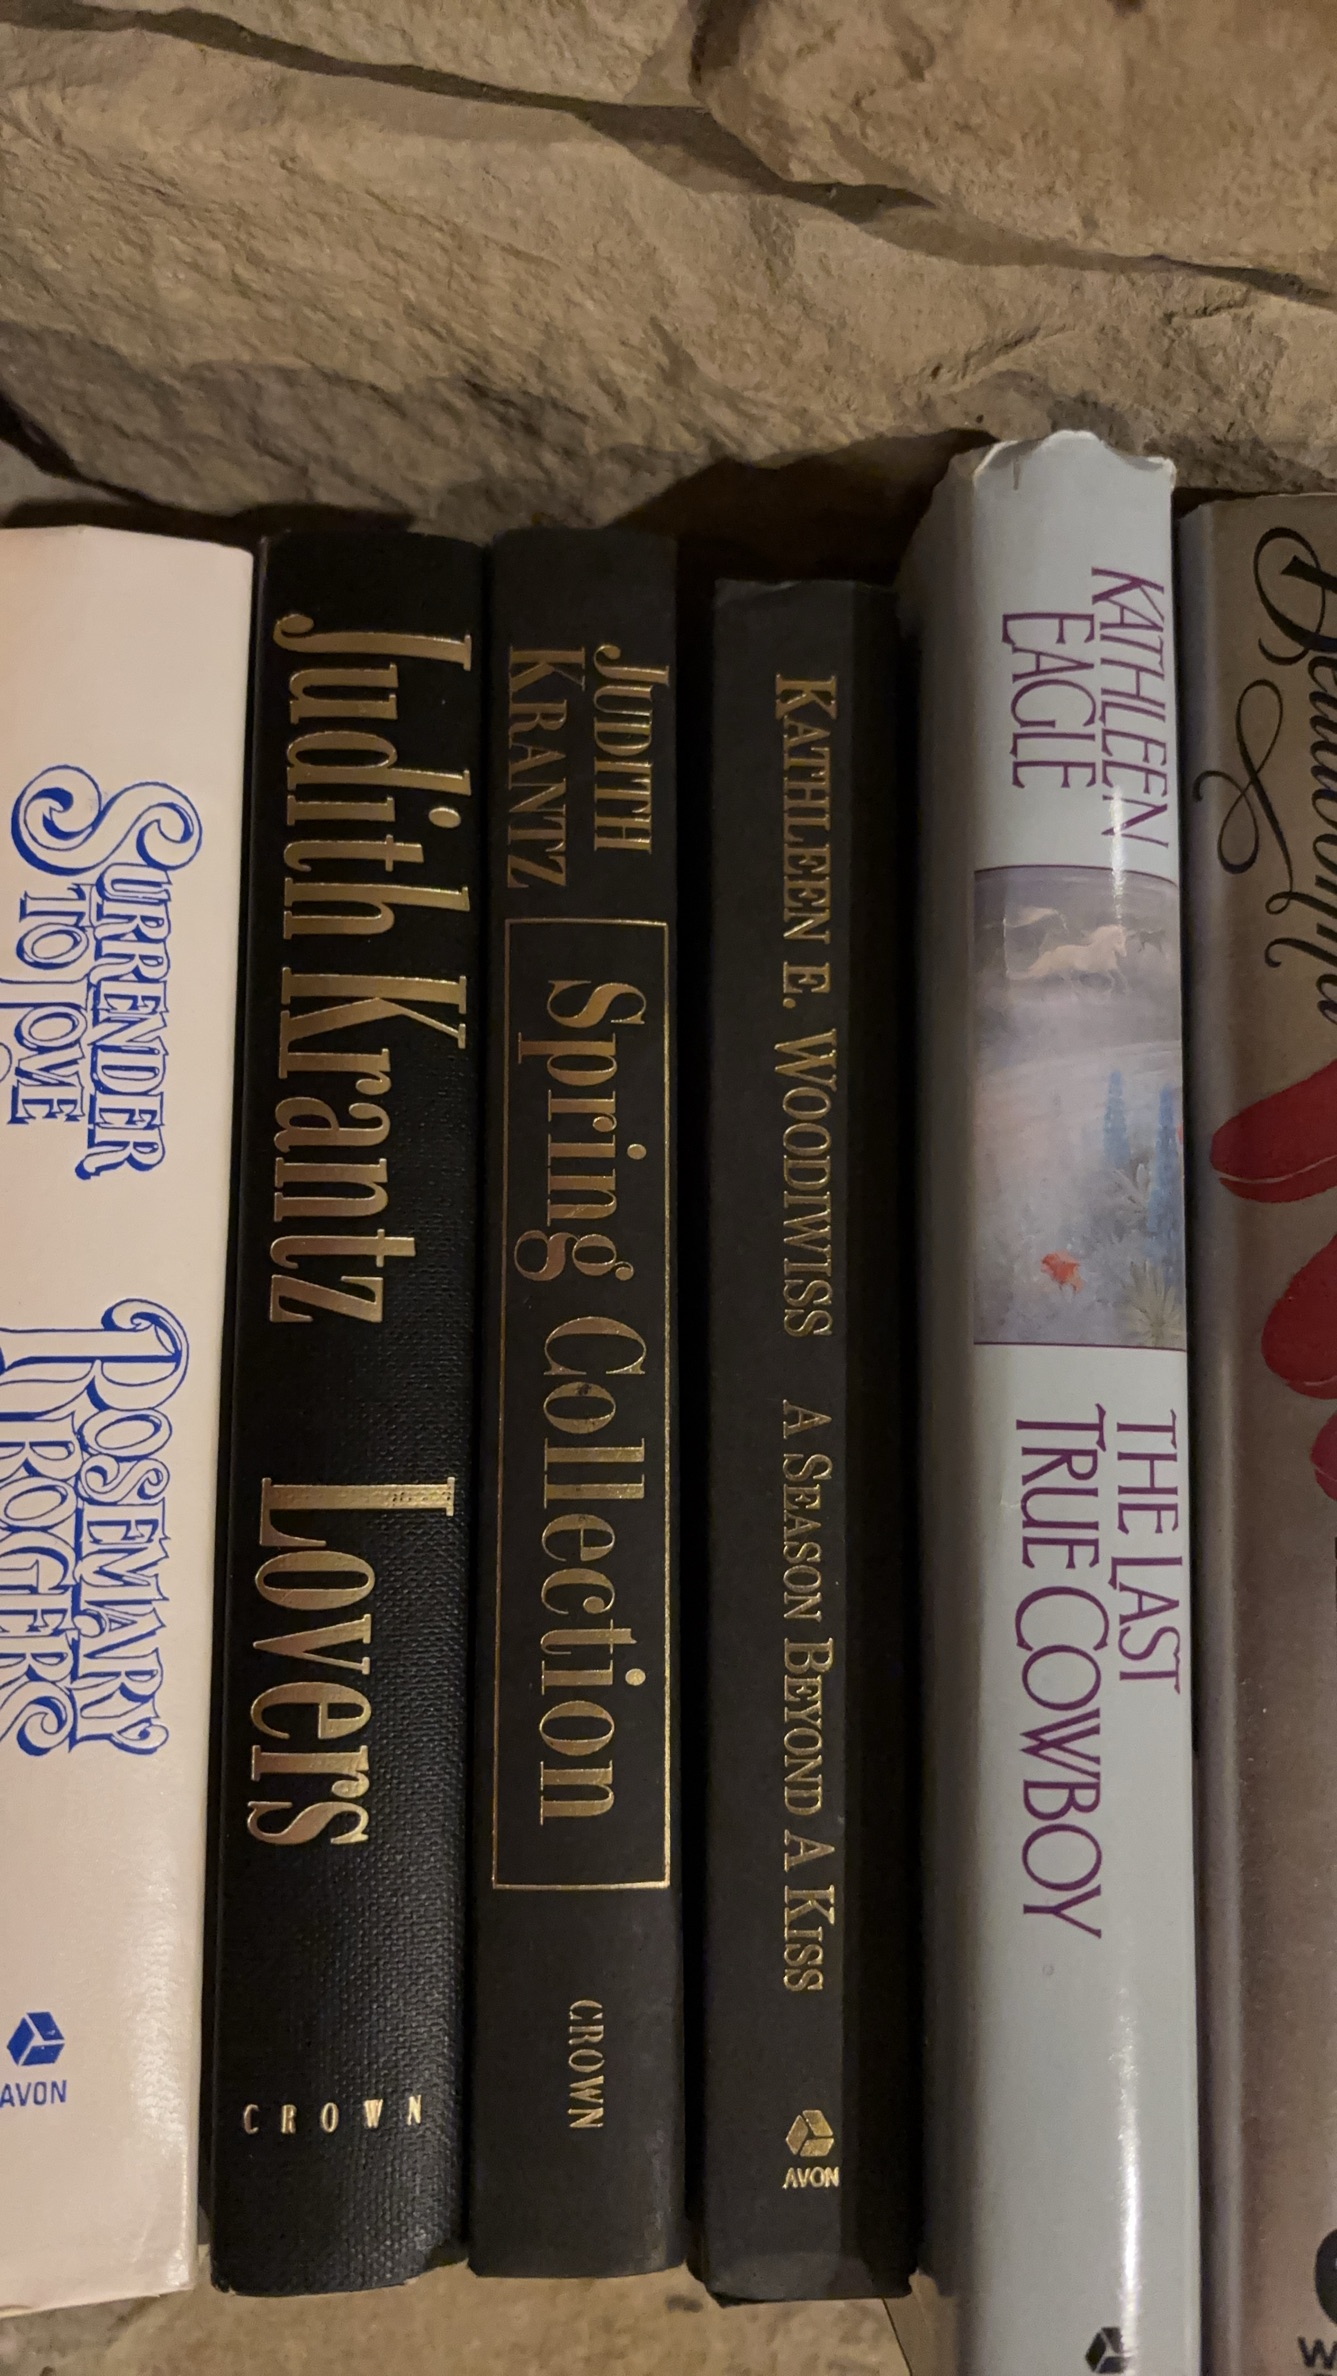 SURRENDER
TO LOVE
ROSEMARY
ROGERS
AVON
Judith Krantz Lovers
CROWN
JUDITH
KRANTZ
Spring Collection
CROWN
KATHLEEN E. WOODIWISS A SEASON BEYOND A KISS
AVON
KATHLEEN
EAGLE
THE LAST
TRUE COWBOY
W